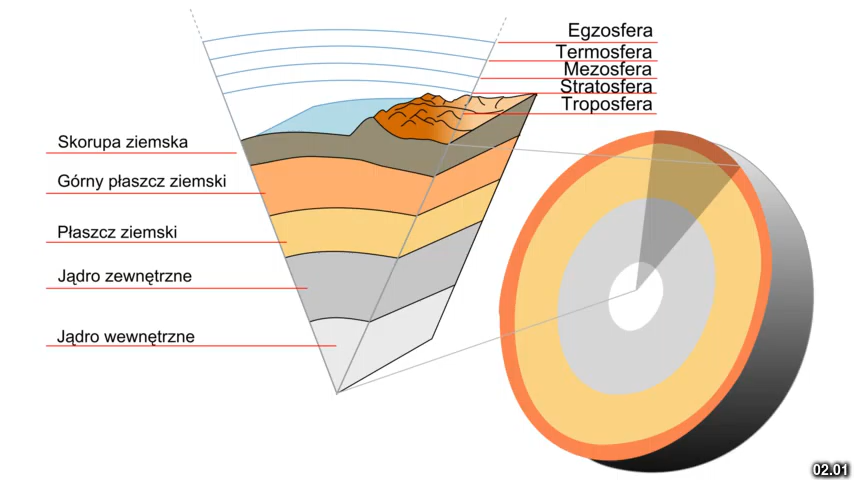 Egzosfera
Termosfera
Mezosfera
Stratosfera
Troposfera
Skorupa ziemska
Górny płaszcz ziemski
Płaszcz ziemski
Jądro zewnętrzne
Jądro wewnętrzne
02.01